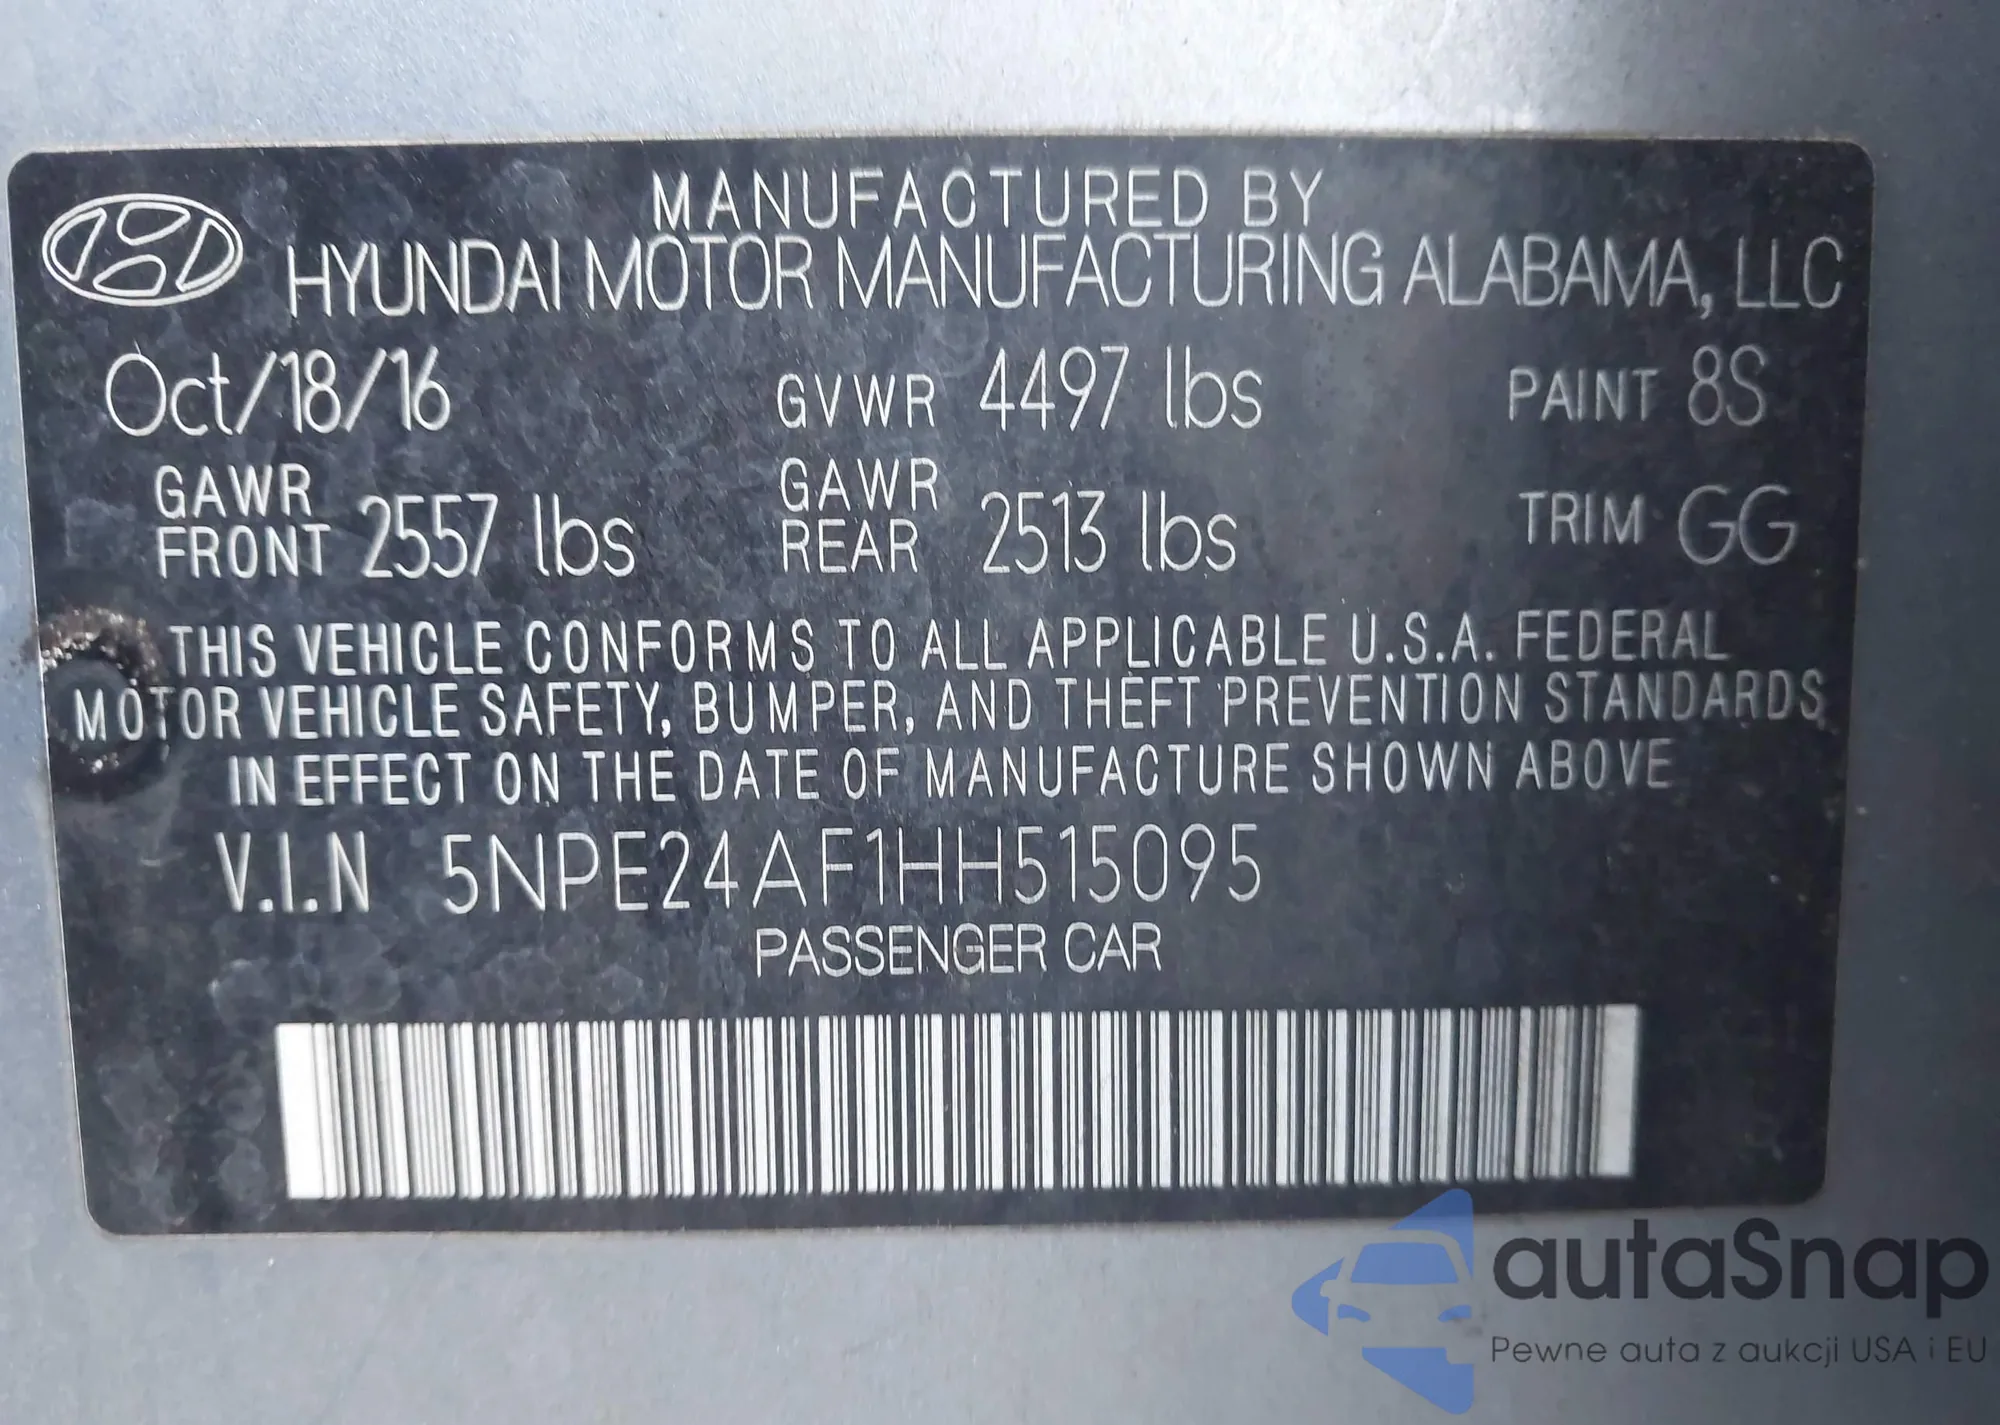 MANUFACTURED BY
HYUNDAI MOTOR MANUFACTURING ALABAMA, LLC
Oct/18/16 GVWR 4497 lbs PAINT 8S
GAWR FRONT 2557 lbs GAWR REAR 2513 lbs TRIM GG
THIS VEHICLE CONFORMS TO ALL APPLICABLE U.S.A. FEDERAL
MOTOR VEHICLE SAFETY, BUMPER, AND THEFT PREVENTION STANDARDS
IN EFFECT ON THE DATE OF MANUFACTURE SHOWN ABOVE
V.I.N 5NPE24AF1HH515095
PASSENGER CAR
autaSnap
Pewne auta z aukcji USA i EU